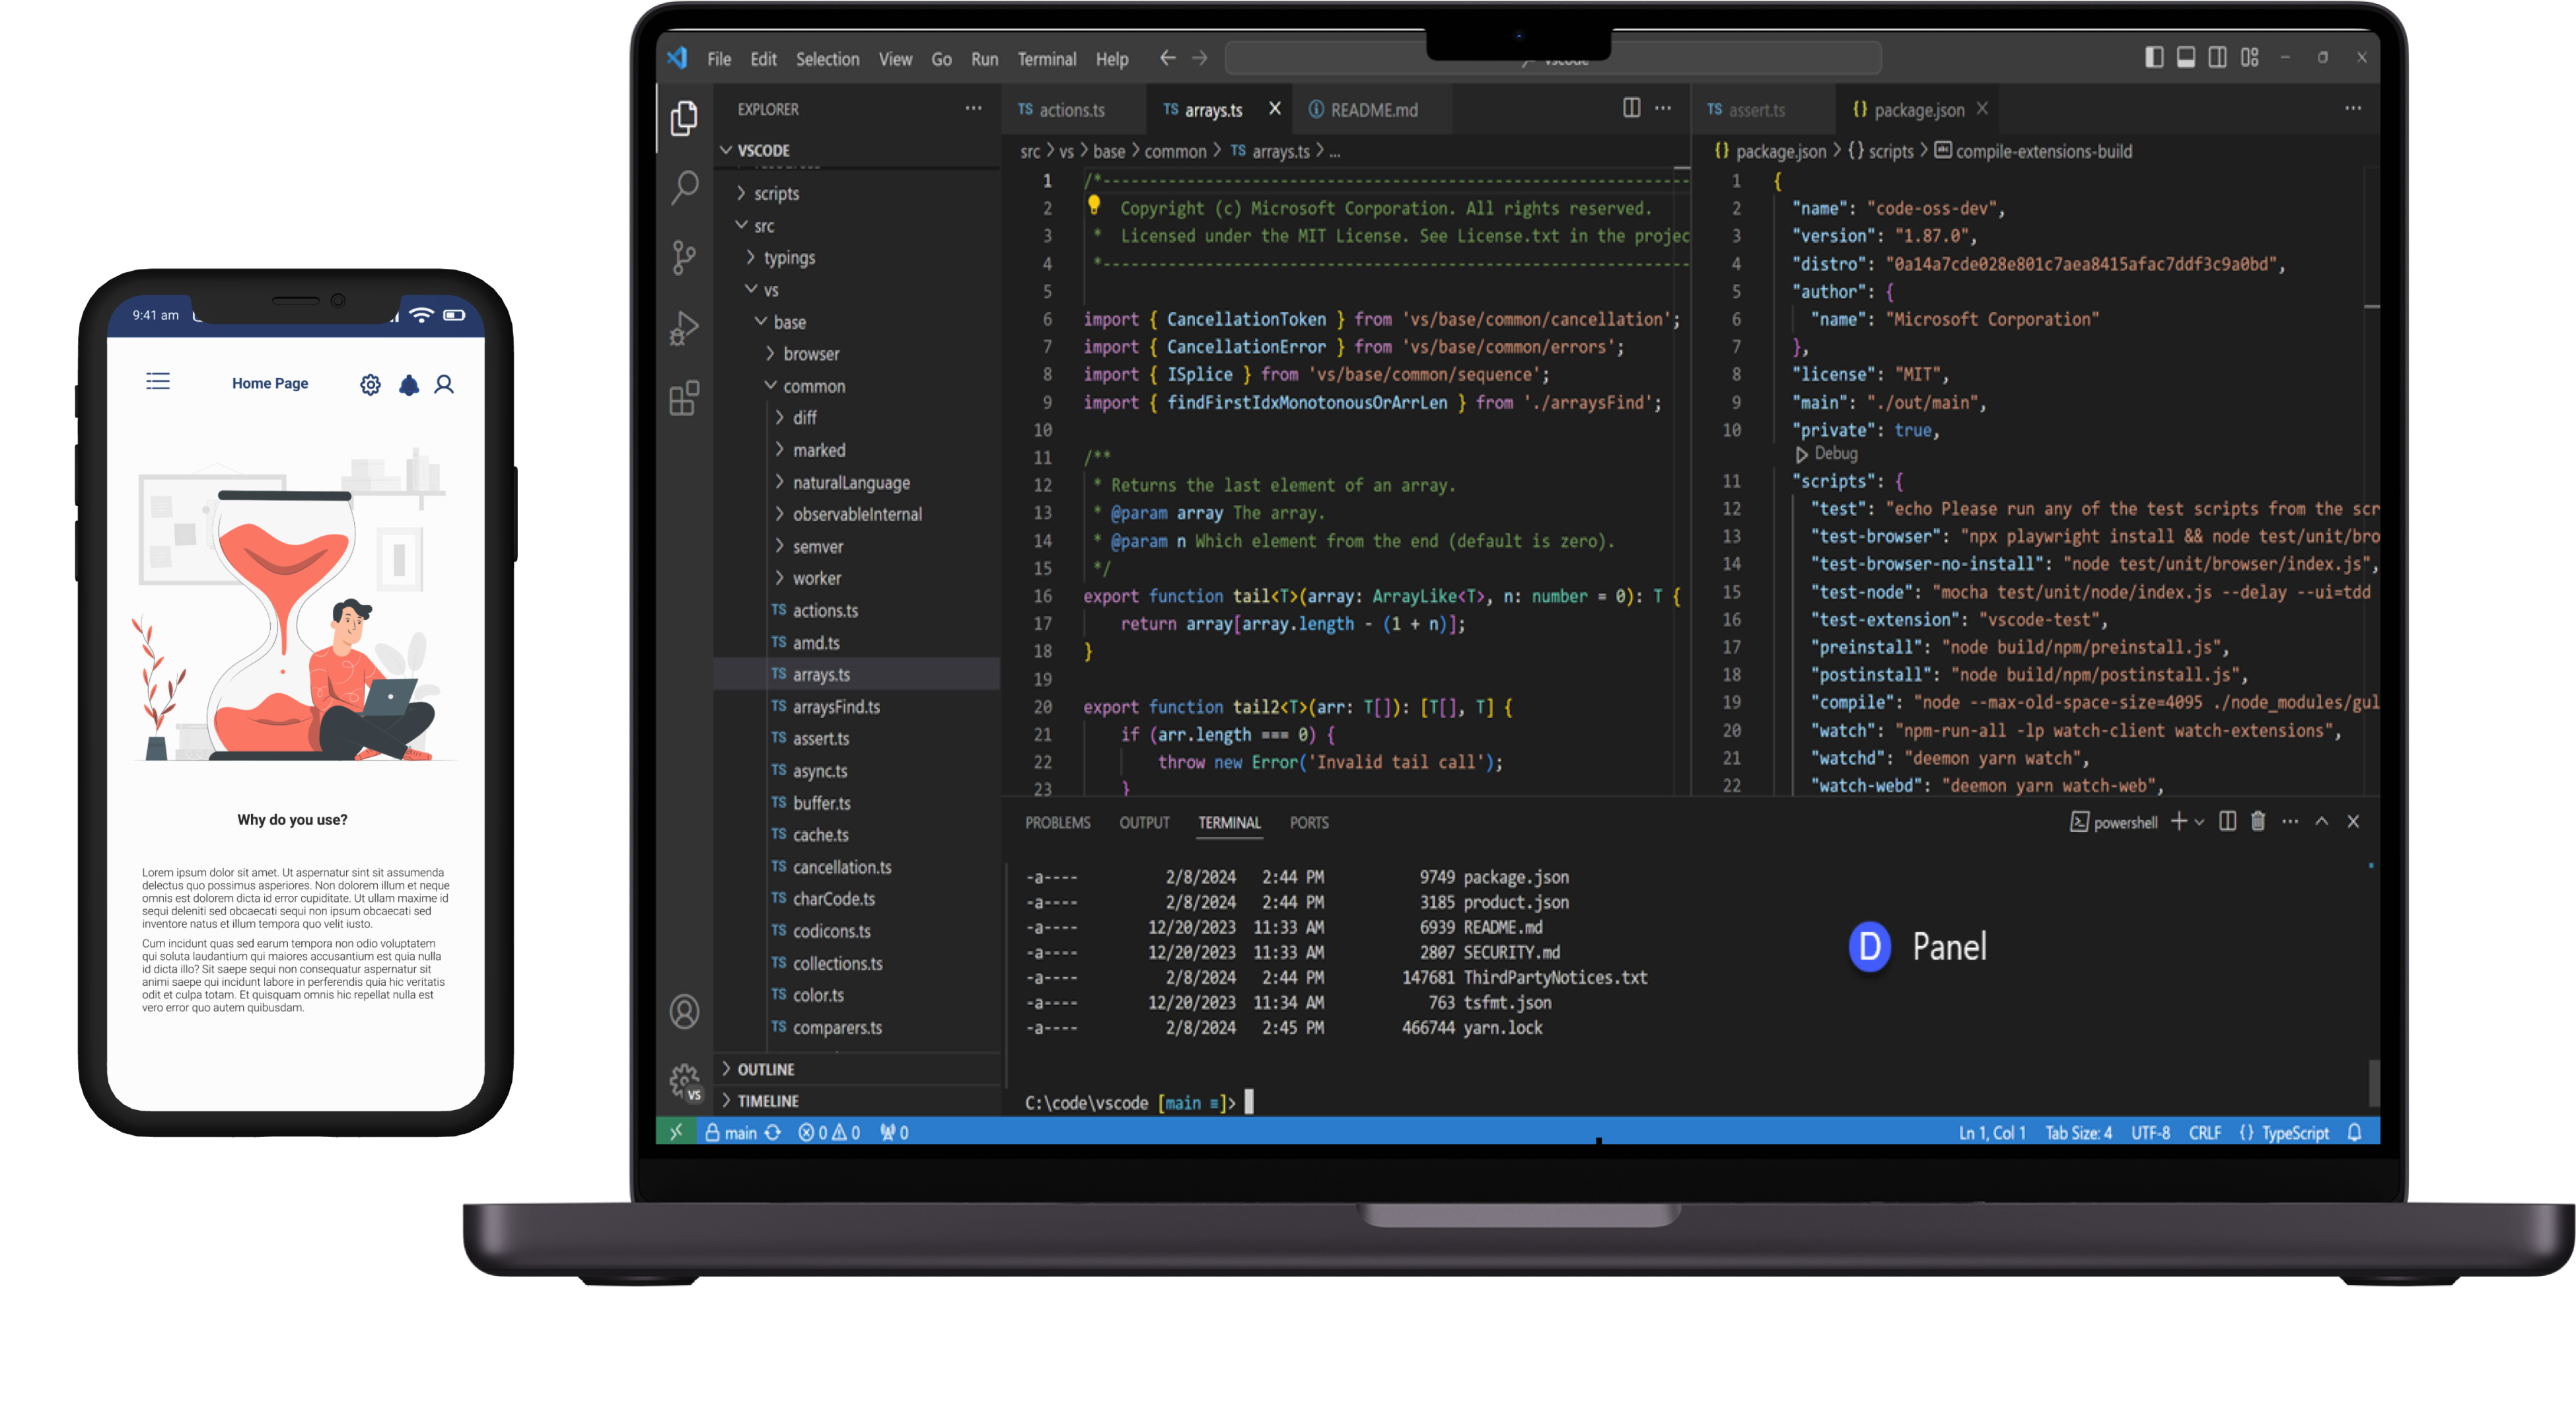 9:41 am
Home Page
Why do you use?
Lorem ipsum dolor sit amet. Ut aspernatur sint sit assumenda
delectus quo possimus asperiores. Non dolorem illum et neque
omnis est dolorem dicta id error cupiditate. Ut ullam maxime id
sequi deleniti sed obcaecati sequi non ipsum obcaecati sed
inventore natus et illum tempora quo velit iusto.
Cum incidunt quas sed earum tempora non odio voluptatem
qui soluta laudantium qui maiores accusantium est quia nulla
id dicta illo? Sit saepe sequi non consequatur aspernatur sit
animi saepe qui incidunt labore in perferendis quia hic veritatis
odit et culpa totam. Et quisquam omnis hic repellat nulla est
vero error quo autem quibusdam.
File Edit Selection View Go Run Terminal Help
EXPLORER
VSCODE
scripts
src
typings
vs
base
browser
common
diff
marked
naturalLanguage
observableInternal
semver
worker
TS actions.ts
TS amd.ts
TS arrays.ts
TS arraysFind.ts
TS assert.ts
TS async.ts
TS buffer.ts
TS cache.ts
TS cancellation.ts
TS charCode.ts
TS codicons.ts
TS collections.ts
TS color.ts
TS comparers.ts
OUTLINE
TIMELINE
VS
TS actions.ts TS arrays.ts README.md
src > vs > base > common > TS arrays.ts > ...
1 /*---------------------------------------------------------------
2 Copyright (c) Microsoft Corporation. All rights reserved.
3 * Licensed under the MIT License. See License.txt in the projec
4 *---------------------------------------------------------------
5
6 import { CancellationToken } from 'vs/base/common/cancellation';
7 import { CancellationError } from 'vs/base/common/errors';
8 import { ISplice } from 'vs/base/common/sequence';
9 import { findFirstIdxMonotonousOrArrLen } from './arraysFind';
10
11 /**
12 * Returns the last element of an array.
13 * @param array The array.
14 * @param n Which element from the end (default is zero).
15 */
16 export function tail<T>(array: ArrayLike<T>, n: number = 0): T {
17 return array[array.length - (1 + n)];
18 }
19
20 export function tail2<T>(arr: T[]): [T[], T] {
21 if (arr.length === 0) {
22 throw new Error('Invalid tail call');
23 }
TS assert.ts {} package.json
{} package.json > {} scripts > compile-extensions-build
1 {
2 "name": "code-oss-dev",
3 "version": "1.87.0",
4 "distro": "0a14a7cde028e801c7aea8415afac7ddf3c9a0bd",
5 "author": {
6 "name": "Microsoft Corporation"
7 },
8 "license": "MIT",
9 "main": "./out/main",
10 "private": true,
Debug
11 "scripts": {
12 "test": "echo Please run any of the test scripts from the scr
13 "test-browser": "npx playwright install && node test/unit/bro
14 "test-browser-no-install": "node test/unit/browser/index.js",
15 "test-node": "mocha test/unit/node/index.js --delay --ui=tdd
16 "test-extension": "vscode-test",
17 "preinstall": "node build/npm/preinstall.js",
18 "postinstall": "node build/npm/postinstall.js",
19 "compile": "node --max-old-space-size=4095 ./node_modules/gul
20 "watch": "npm-run-all -lp watch-client watch-extensions",
21 "watchd": "deemon yarn watch",
22 "watch-webd": "deemon yarn watch-web",
PROBLEMS OUTPUT TERMINAL PORTS
powershell
-a---- 2/8/2024 2:44 PM 9749 package.json
-a---- 2/8/2024 2:44 PM 3185 product.json
-a---- 12/20/2023 11:33 AM 6939 README.md
-a---- 12/20/2023 11:33 AM 2807 SECURITY.md
-a---- 2/8/2024 2:44 PM 147681 ThirdPartyNotices.txt
-a---- 12/20/2023 11:34 AM 763 tsfmt.json
-a---- 2/8/2024 2:45 PM 466744 yarn.lock
D Panel
C:\code\vscode [main ≡]>
main 0 0 0
Ln 1, Col 1 Tab Size: 4 UTF-8 CRLF {} TypeScript